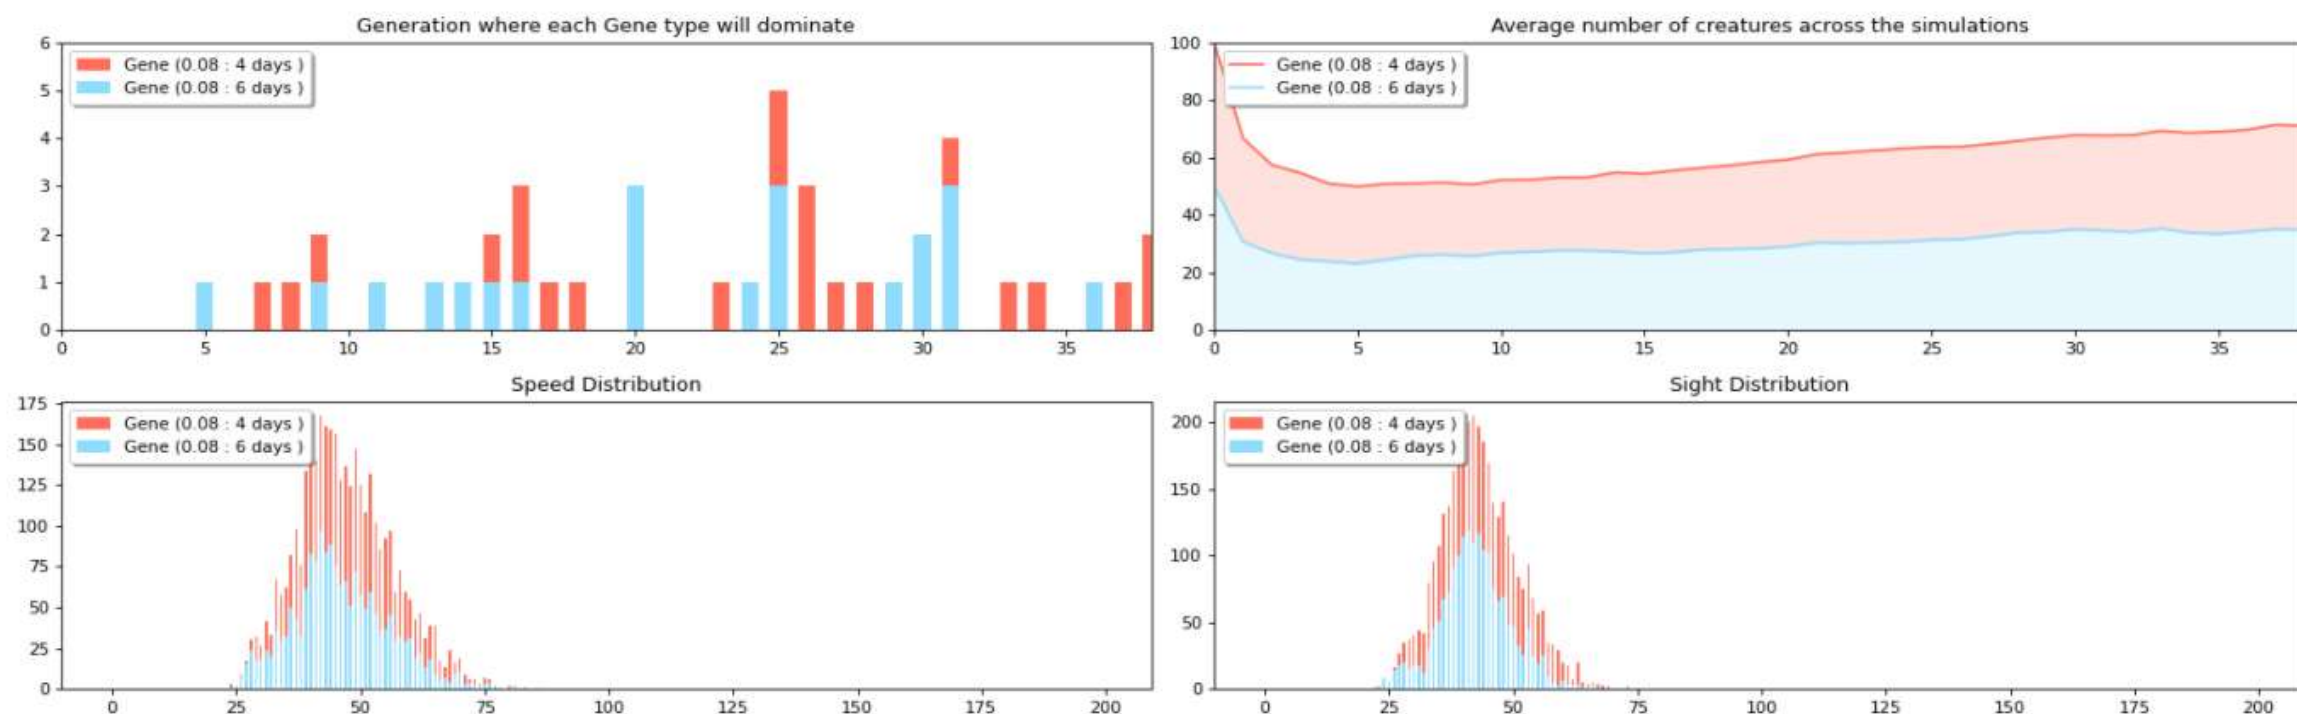 Generation where each Gene type will dominate
6
5
4
3
2
1
0
Gene (0.08 : 4 days )
Gene (0.08 : 6 days )
0 5 10 15 20 25 30 35
Average number of creatures across the simulations
100
80
60
40
20
0
Gene (0.08 : 4 days )
Gene (0.08 : 6 days )
0 5 10 15 20 25 30 35
Speed Distribution
175
150
125
100
75
50
25
0
Gene (0.08 : 4 days )
Gene (0.08 : 6 days )
0 25 50 75 100 125 150 175 200
Sight Distribution
200
150
100
50
0
Gene (0.08 : 4 days )
Gene (0.08 : 6 days )
0 25 50 75 100 125 150 175 200